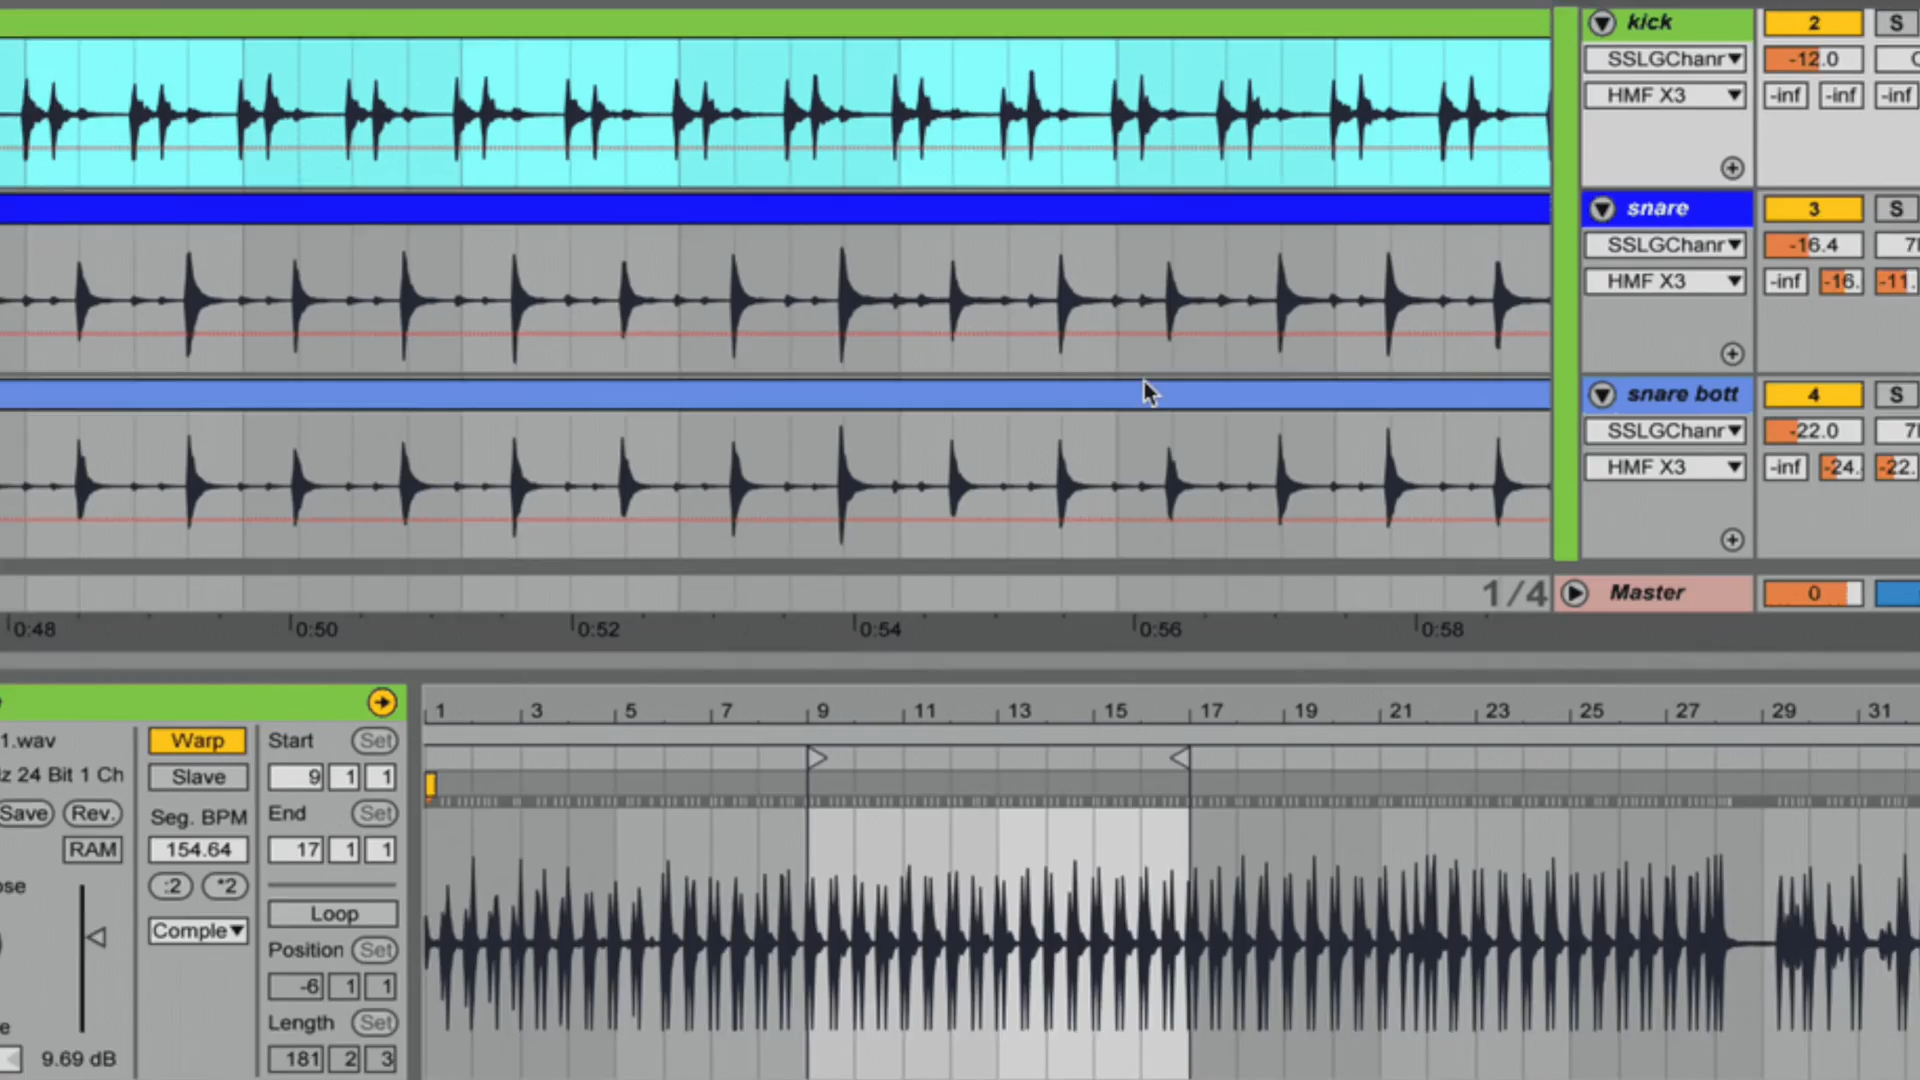 kick 2 S
SSLGChanr -12.0
HMF X3 -inf -inf -inf
snare 3 S
SSLGChanr -16.4
HMF X3 -inf -16. -11.
snare bott 4 S
SSLGChanr -22.0
HMF X3 -inf -24. -22.
1/4 Master 0
0:48 0:50 0:52 0:54 0:56 0:58
1 3 5 7 9 11 13 15 17 19 21 23 25 27 29 31
1.wav Warp Start Set
z 24 Bit 1 Ch Slave 9 1 1
Save Rev. Seg. BPM End Set
RAM 154.64 17 1 1
:2 *2
Loop
Comple Position Set
-6 1 1
Length Set
9.69 dB 181 2 3